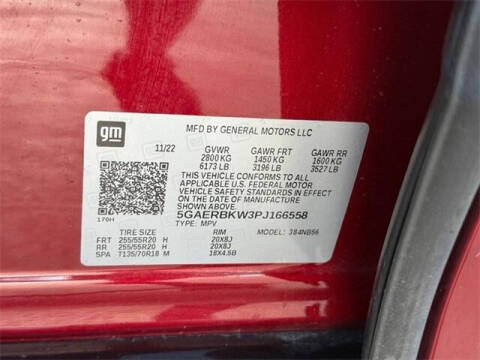 gm
MFD BY GENERAL MOTORS LLC
11/22 GVWR GAWR FRT GAWR RR
2800 KG 1450 KG 1600 KG
6173 LB 3196 LB 3527 LB
THIS VEHICLE CONFORMS TO ALL
APPLICABLE U.S. FEDERAL MOTOR
VEHICLE SAFETY STANDARDS IN EFFECT
ON THE DATE OF MANUFACTURE SHOWN ABOVE.
5GAERBKW3PJ166558
170H TYPE: MPV MODEL: 384NB56
TIRE SIZE RIM
FRT 255/55R20 H 20X8J
RR 255/55R20 H 20X8J
SPA T135/70R18 M 18X4.5B